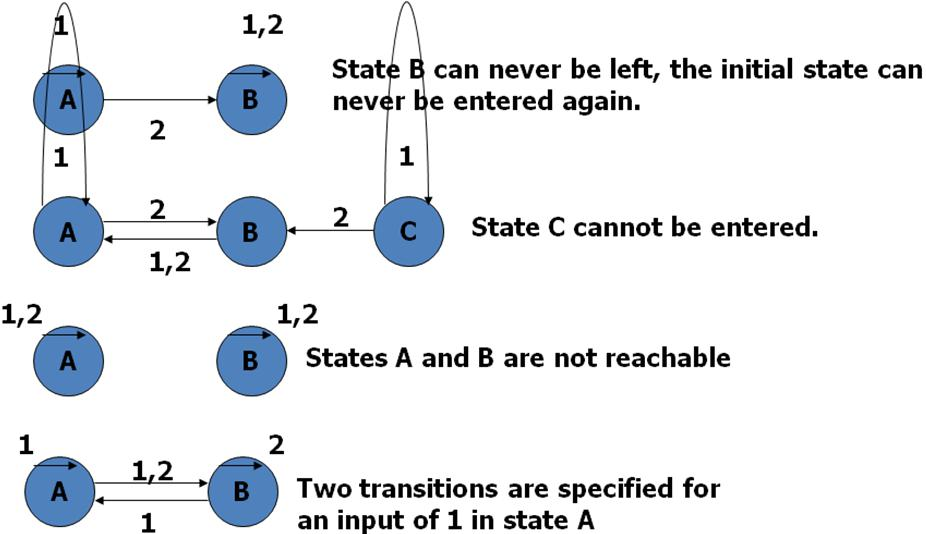 1
1,2
A
B
2
State B can never be left, the initial state can
never be entered again.
1
1
A
2
B
2
C
1,2
State C cannot be entered.
1,2
1,2
A
B
States A and B are not reachable
1
2
A
1,2
B
1
Two transitions are specified for
an input of 1 in state A